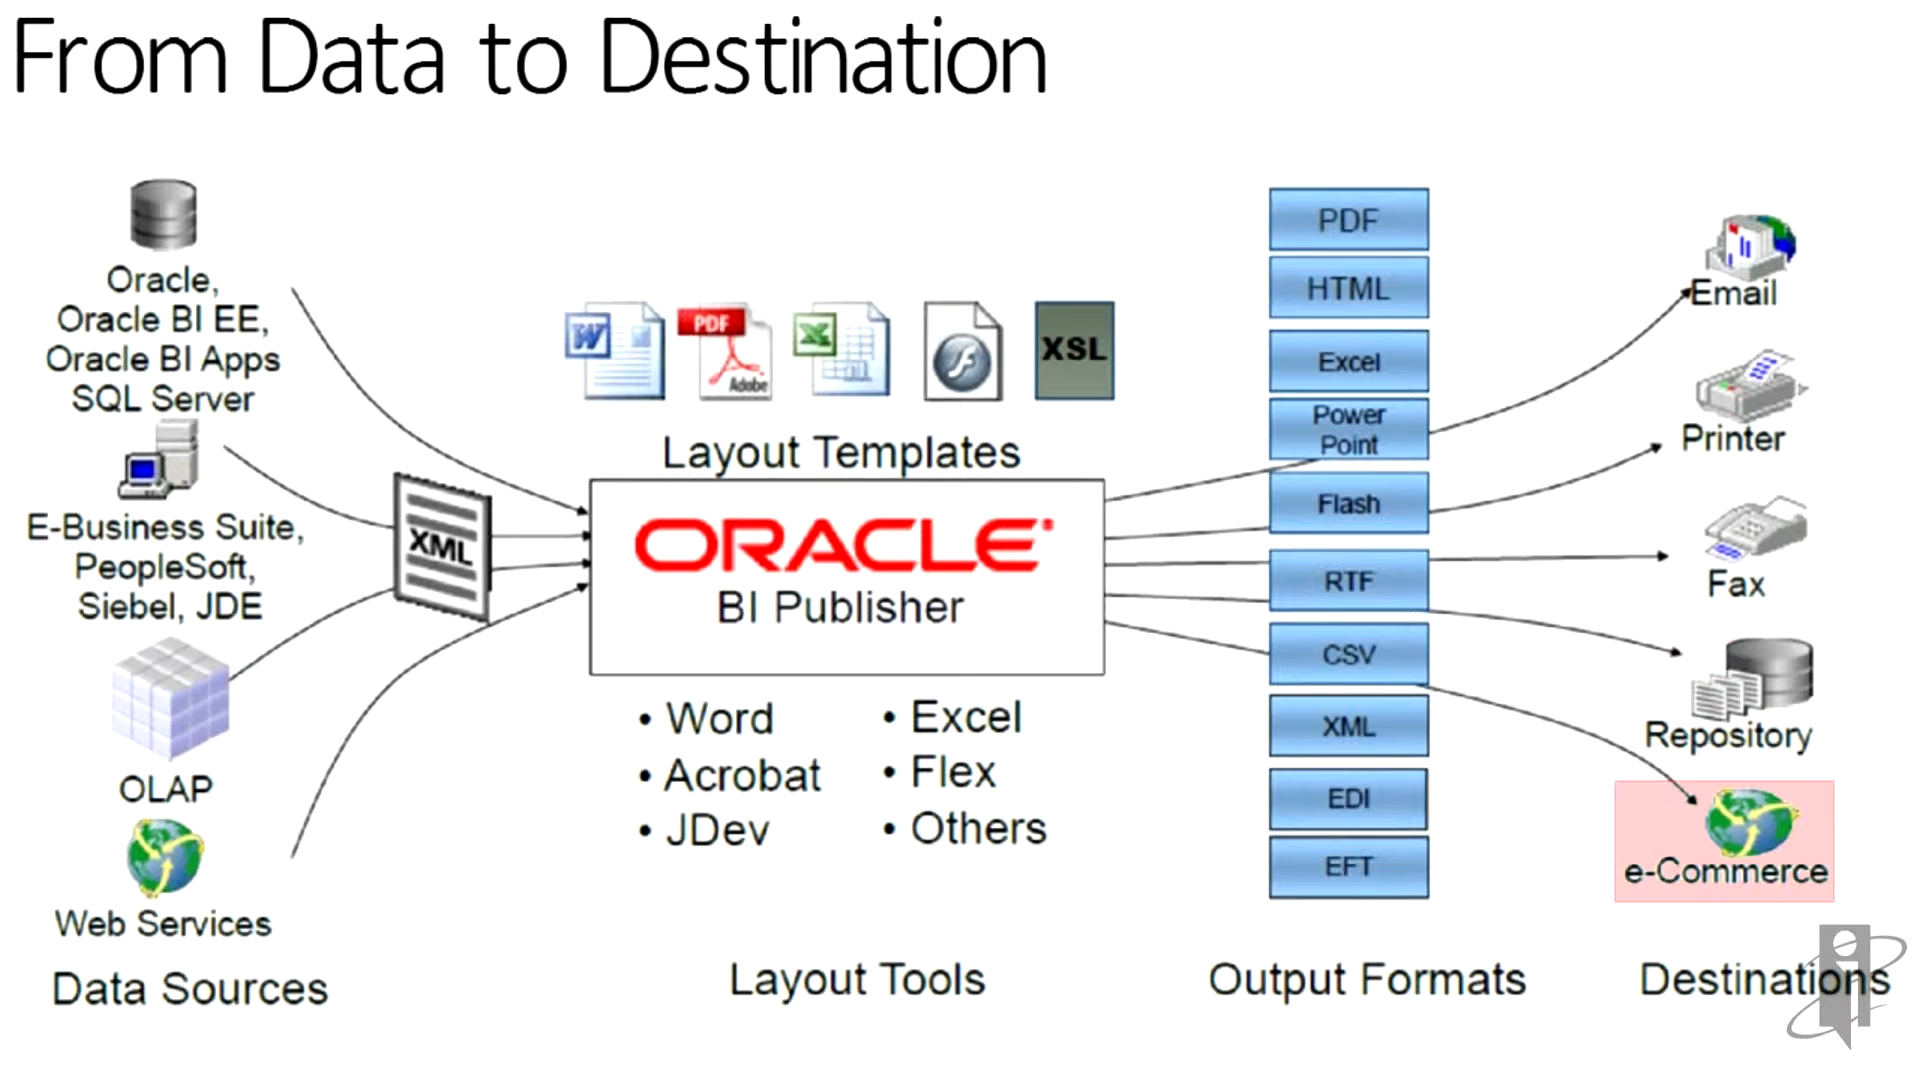 From Data to Destination
Oracle,
Oracle BI EE,
Oracle BI Apps
SQL Server
E-Business Suite,
PeopleSoft,
Siebel, JDE
OLAP
Web Services
Data Sources
XML
W
PDF
Adobe
X
f
XSL
Layout Templates
ORACLE
BI Publisher
• Word
• Acrobat
• JDev
• Excel
• Flex
• Others
Layout Tools
PDF
HTML
Excel
Power
Point
Flash
RTF
CSV
XML
EDI
EFT
Output Formats
Email
Printer
Fax
Repository
e-Commerce
Destinations